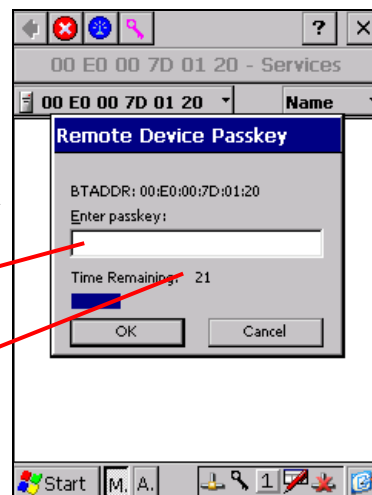 ?
00 E0 00 7D 01 20 - Services
00 E0 00 7D 01 20 Name
Remote Device Passkey
BTADDR: 00:E0:00:7D:01:20
Enter passkey:
Time Remaining: 21
OK Cancel
Start M. A. 1